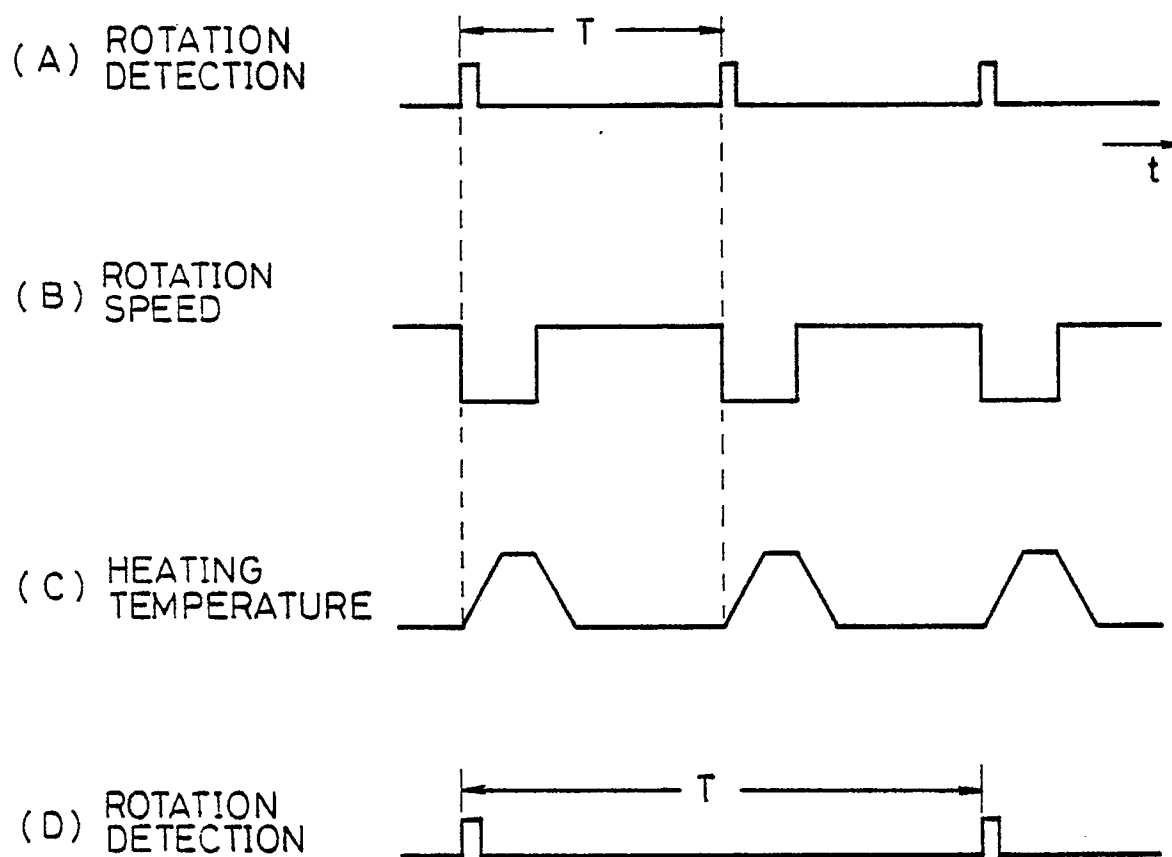 (A) ROTATION
DETECTION
T
t
(B) ROTATION
SPEED
(C) HEATING
TEMPERATURE
(D) ROTATION
DETECTION
T